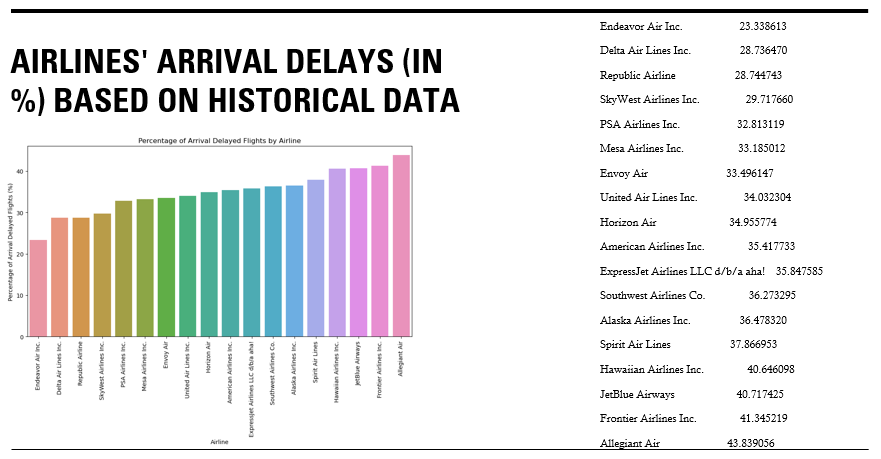 AIRLINES' ARRIVAL DELAYS (IN
%) BASED ON HISTORICAL DATA
Percentage of Arrival Delayed Flights by Airline
Percentage of Arrival Delayed Flights (%)
40
30
20
10
0
Endeavor Air Inc.
Delta Air Lines Inc.
Republic Airline
SkyWest Airlines Inc.
PSA Airlines Inc.
Mesa Airlines Inc.
Envoy Air
United Air Lines Inc.
Horizon Air
American Airlines Inc.
ExpressJet Airlines LLC d/b/a aha!
Southwest Airlines Co.
Alaska Airlines Inc.
Spirit Air Lines
Hawaiian Airlines Inc.
JetBlue Airways
Frontier Airlines Inc.
Allegiant Air
Airline
Endeavor Air Inc. 23.338613
Delta Air Lines Inc. 28.736470
Republic Airline 28.744743
SkyWest Airlines Inc. 29.717660
PSA Airlines Inc. 32.813119
Mesa Airlines Inc. 33.185012
Envoy Air 33.496147
United Air Lines Inc. 34.032304
Horizon Air 34.955774
American Airlines Inc. 35.417733
ExpressJet Airlines LLC d/b/a aha! 35.847585
Southwest Airlines Co. 36.273295
Alaska Airlines Inc. 36.478320
Spirit Air Lines 37.866953
Hawaiian Airlines Inc. 40.646098
JetBlue Airways 40.717425
Frontier Airlines Inc. 41.345219
Allegiant Air 43.839056